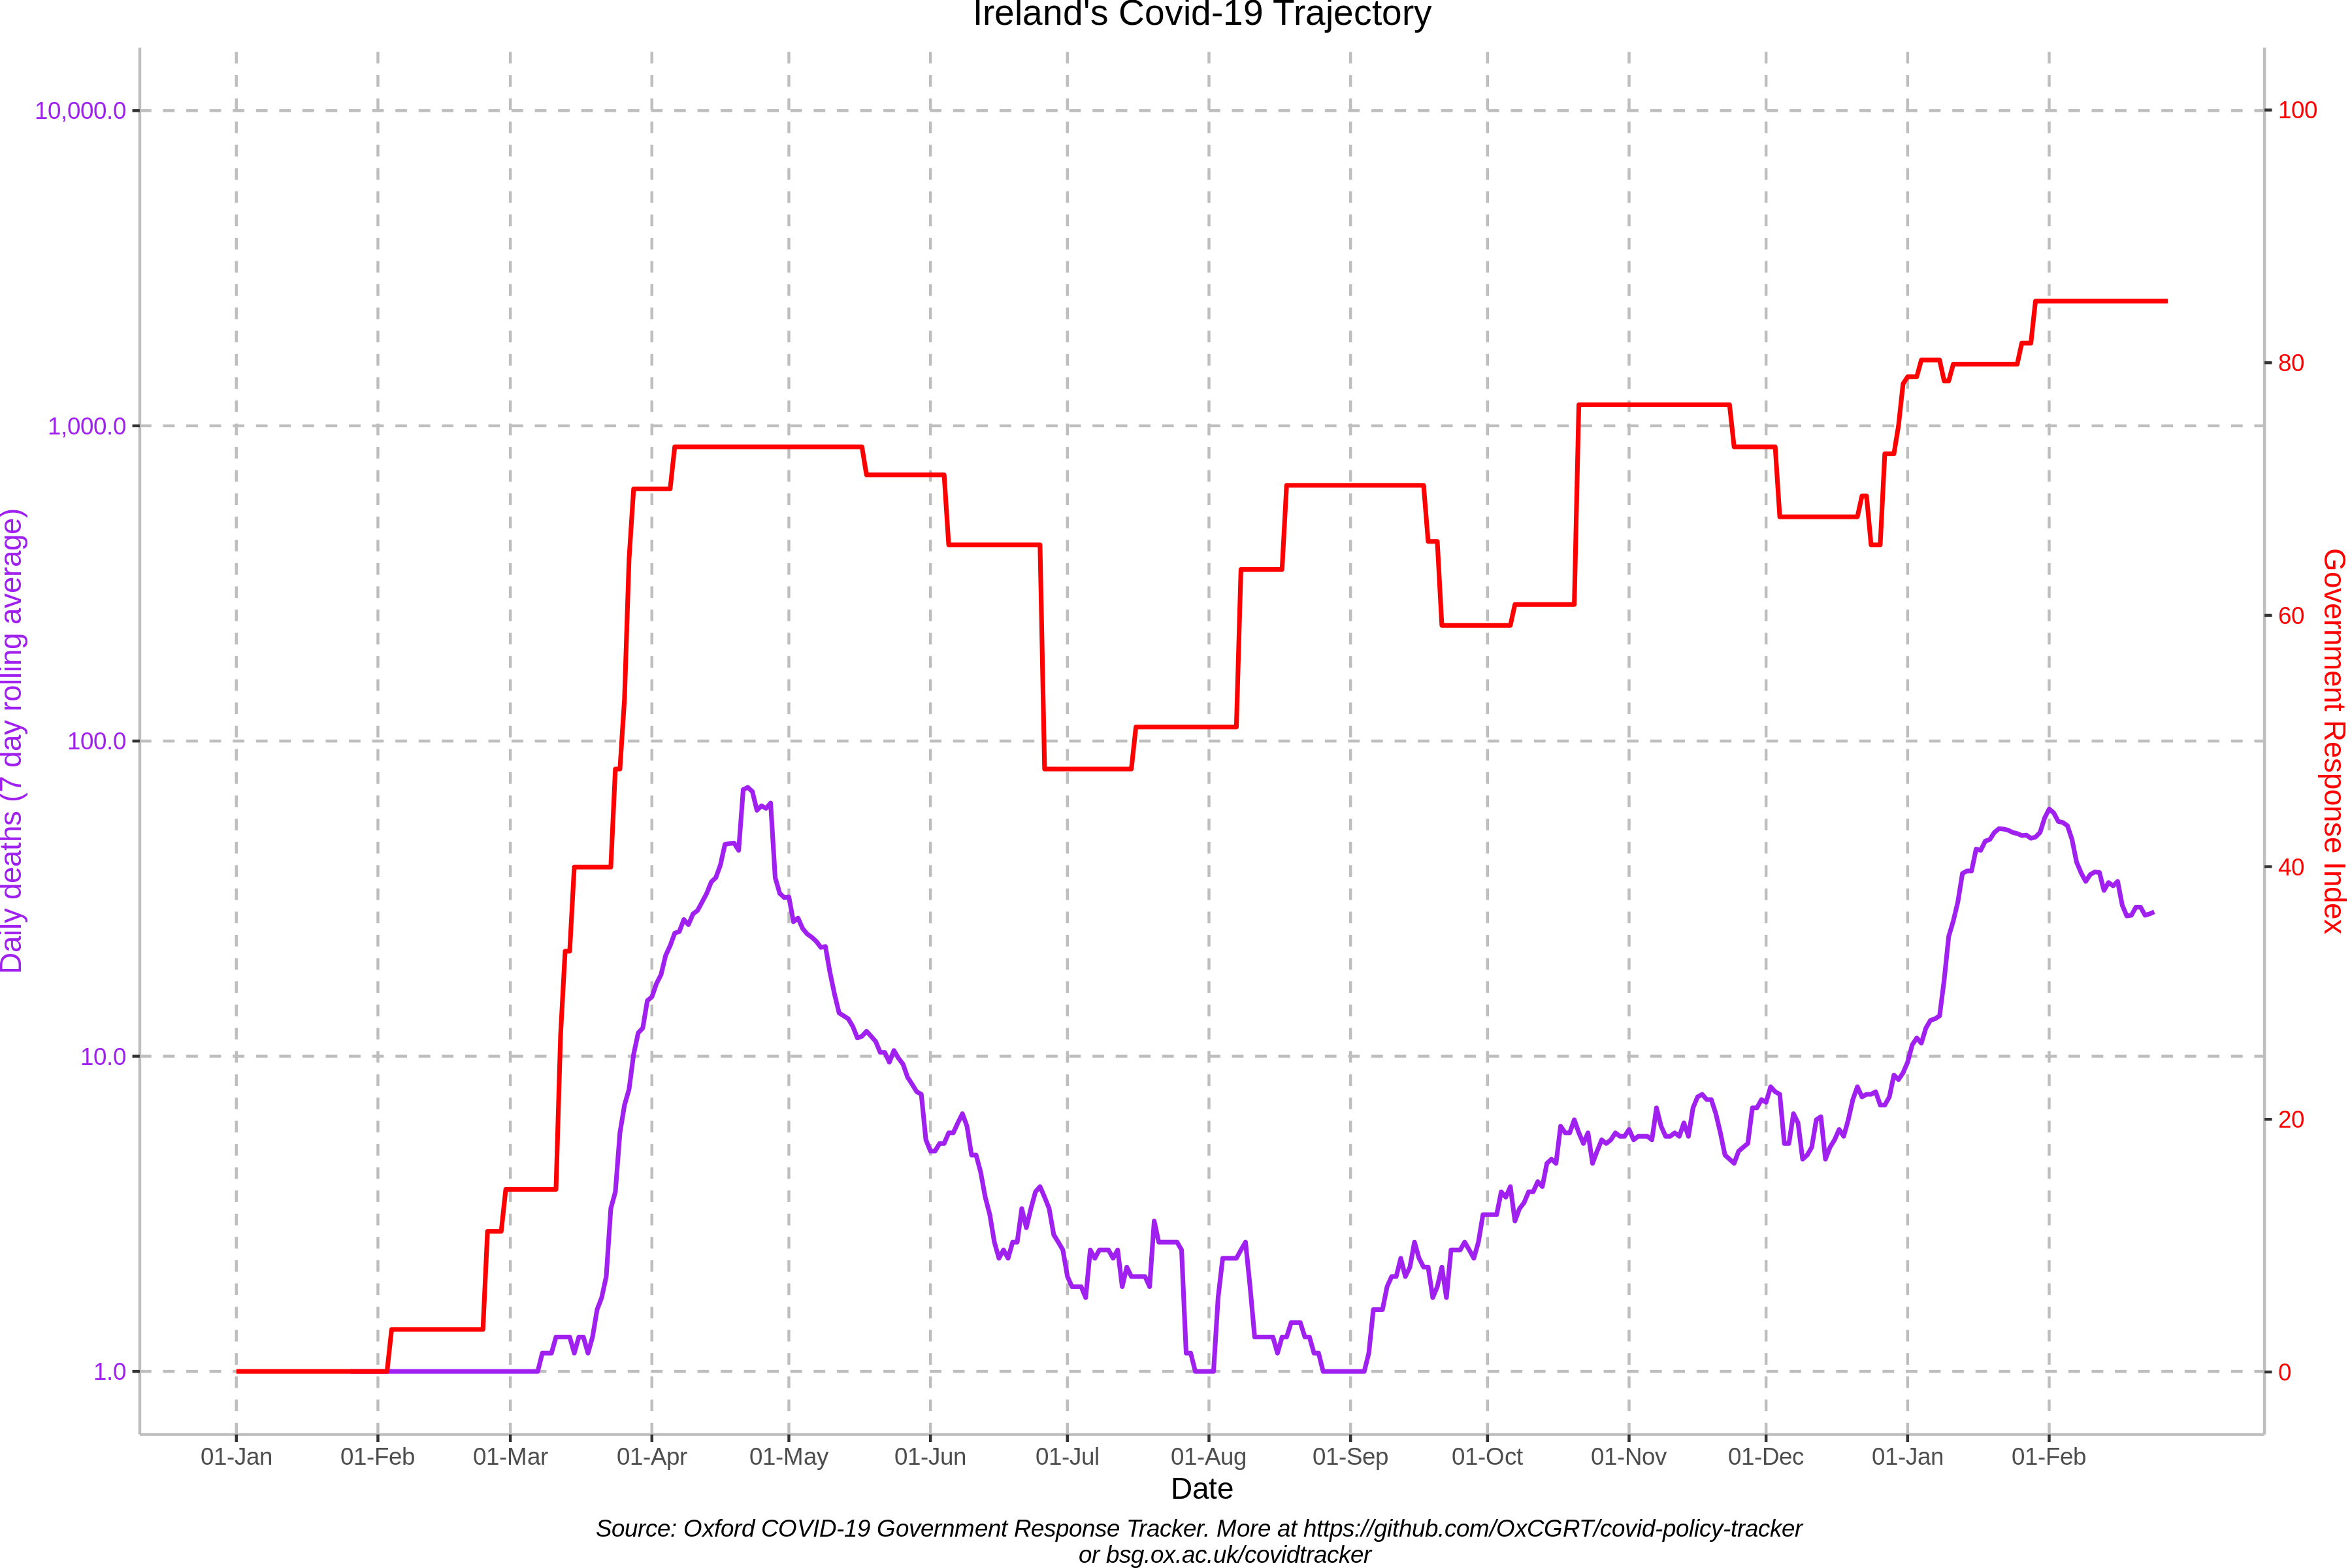 Ireland's Covid-19 Trajectory
Daily deaths (7 day rolling average)
10,000.0
1,000.0
100.0
10.0
1.0
100
80
60
40
20
0
Government Response Index
01-Jan 01-Feb 01-Mar 01-Apr 01-May 01-Jun 01-Jul 01-Aug 01-Sep 01-Oct 01-Nov 01-Dec 01-Jan 01-Feb
Date
Source: Oxford COVID-19 Government Response Tracker. More at https://github.com/OxCGRT/covid-policy-tracker
or bsg.ox.ac.uk/covidtracker